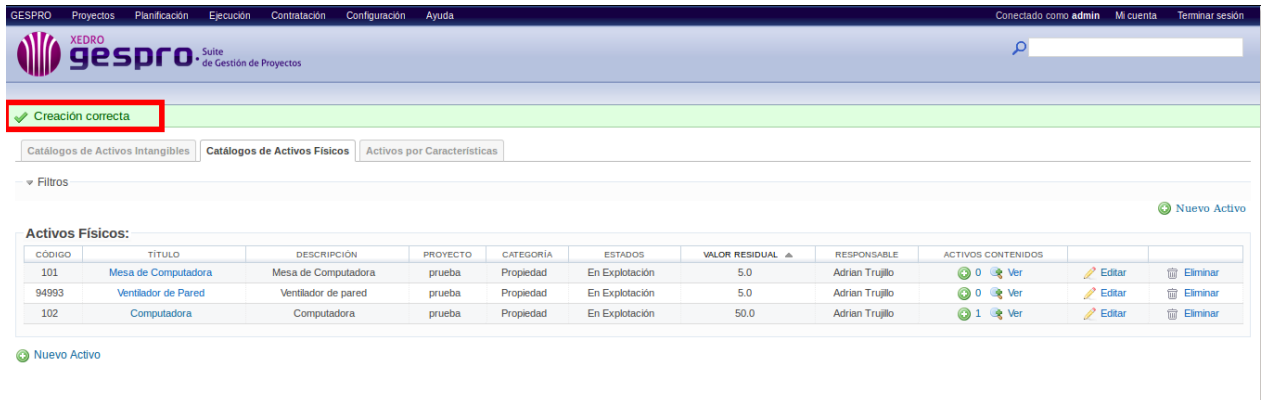 GESPRO Proyectos Planificación Ejecución Contratación Configuración Ayuda Conectado como admin Mi cuenta Terminar sesión
XEDRO
gespro. Suite
de Gestión de Proyectos
Creación correcta
Catálogos de Activos Intangibles Catálogos de Activos Físicos Activos por Características
Filtros
Nuevo Activo
Activos Físicos:
CÓDIGO TÍTULO DESCRIPCIÓN PROYECTO CATEGORÍA ESTADOS VALOR RESIDUAL RESPONSABLE ACTIVOS CONTENIDOS
101 Mesa de Computadora Mesa de Computadora prueba Propiedad En Explotación 5.0 Adrian Trujillo 0 Ver Editar Eliminar
94993 Ventilador de Pared Ventilador de pared prueba Propiedad En Explotación 5.0 Adrian Trujillo 0 Ver Editar Eliminar
102 Computadora Computadora prueba Propiedad En Explotación 50.0 Adrian Trujillo 1 Ver Editar Eliminar
Nuevo Activo